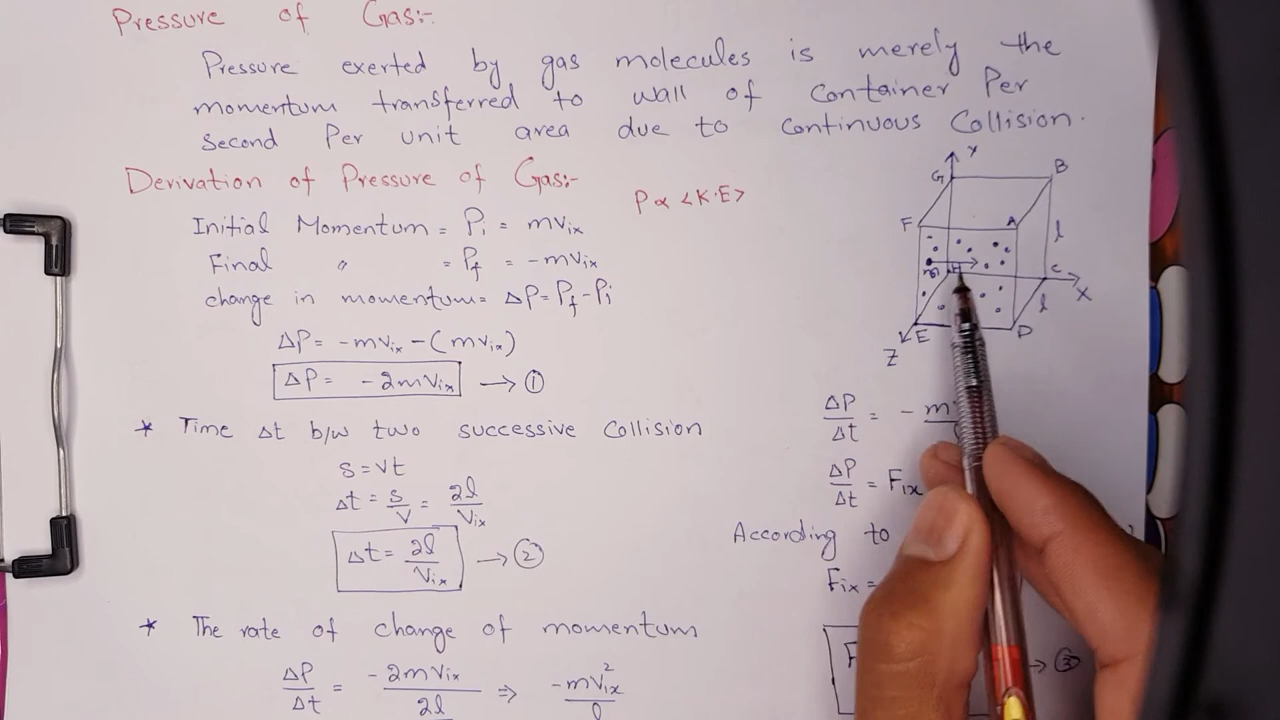 Pressure of Gas:-
Pressure exerted by gas molecules is merely the
momentum transferred to wall of Container Per
Second Per unit area due to Continuous Collision.
Derivation of Pressure of Gas:-
P ∝ <K.E>
Initial Momentum = Pi = mvix
Final " = Pf = -mvix
change in momentum = ΔP = Pf - Pi
ΔP = -mvix - (mvix)
ΔP = -2mVix → ①
* Time Δt b/w two successive Collision
S = Vt
Δt = S/V = 2l/Vix
Δt = 2l/Vix → ②
* The rate of change of momentum
ΔP/Δt = -2mVix/2l ⇒ -mV²ix/l
Y
G B
F A l
m
H C X
l
E D
Z
ΔP/Δt = - m
ΔP/Δt = Fix
According to
Fix =
F → ③